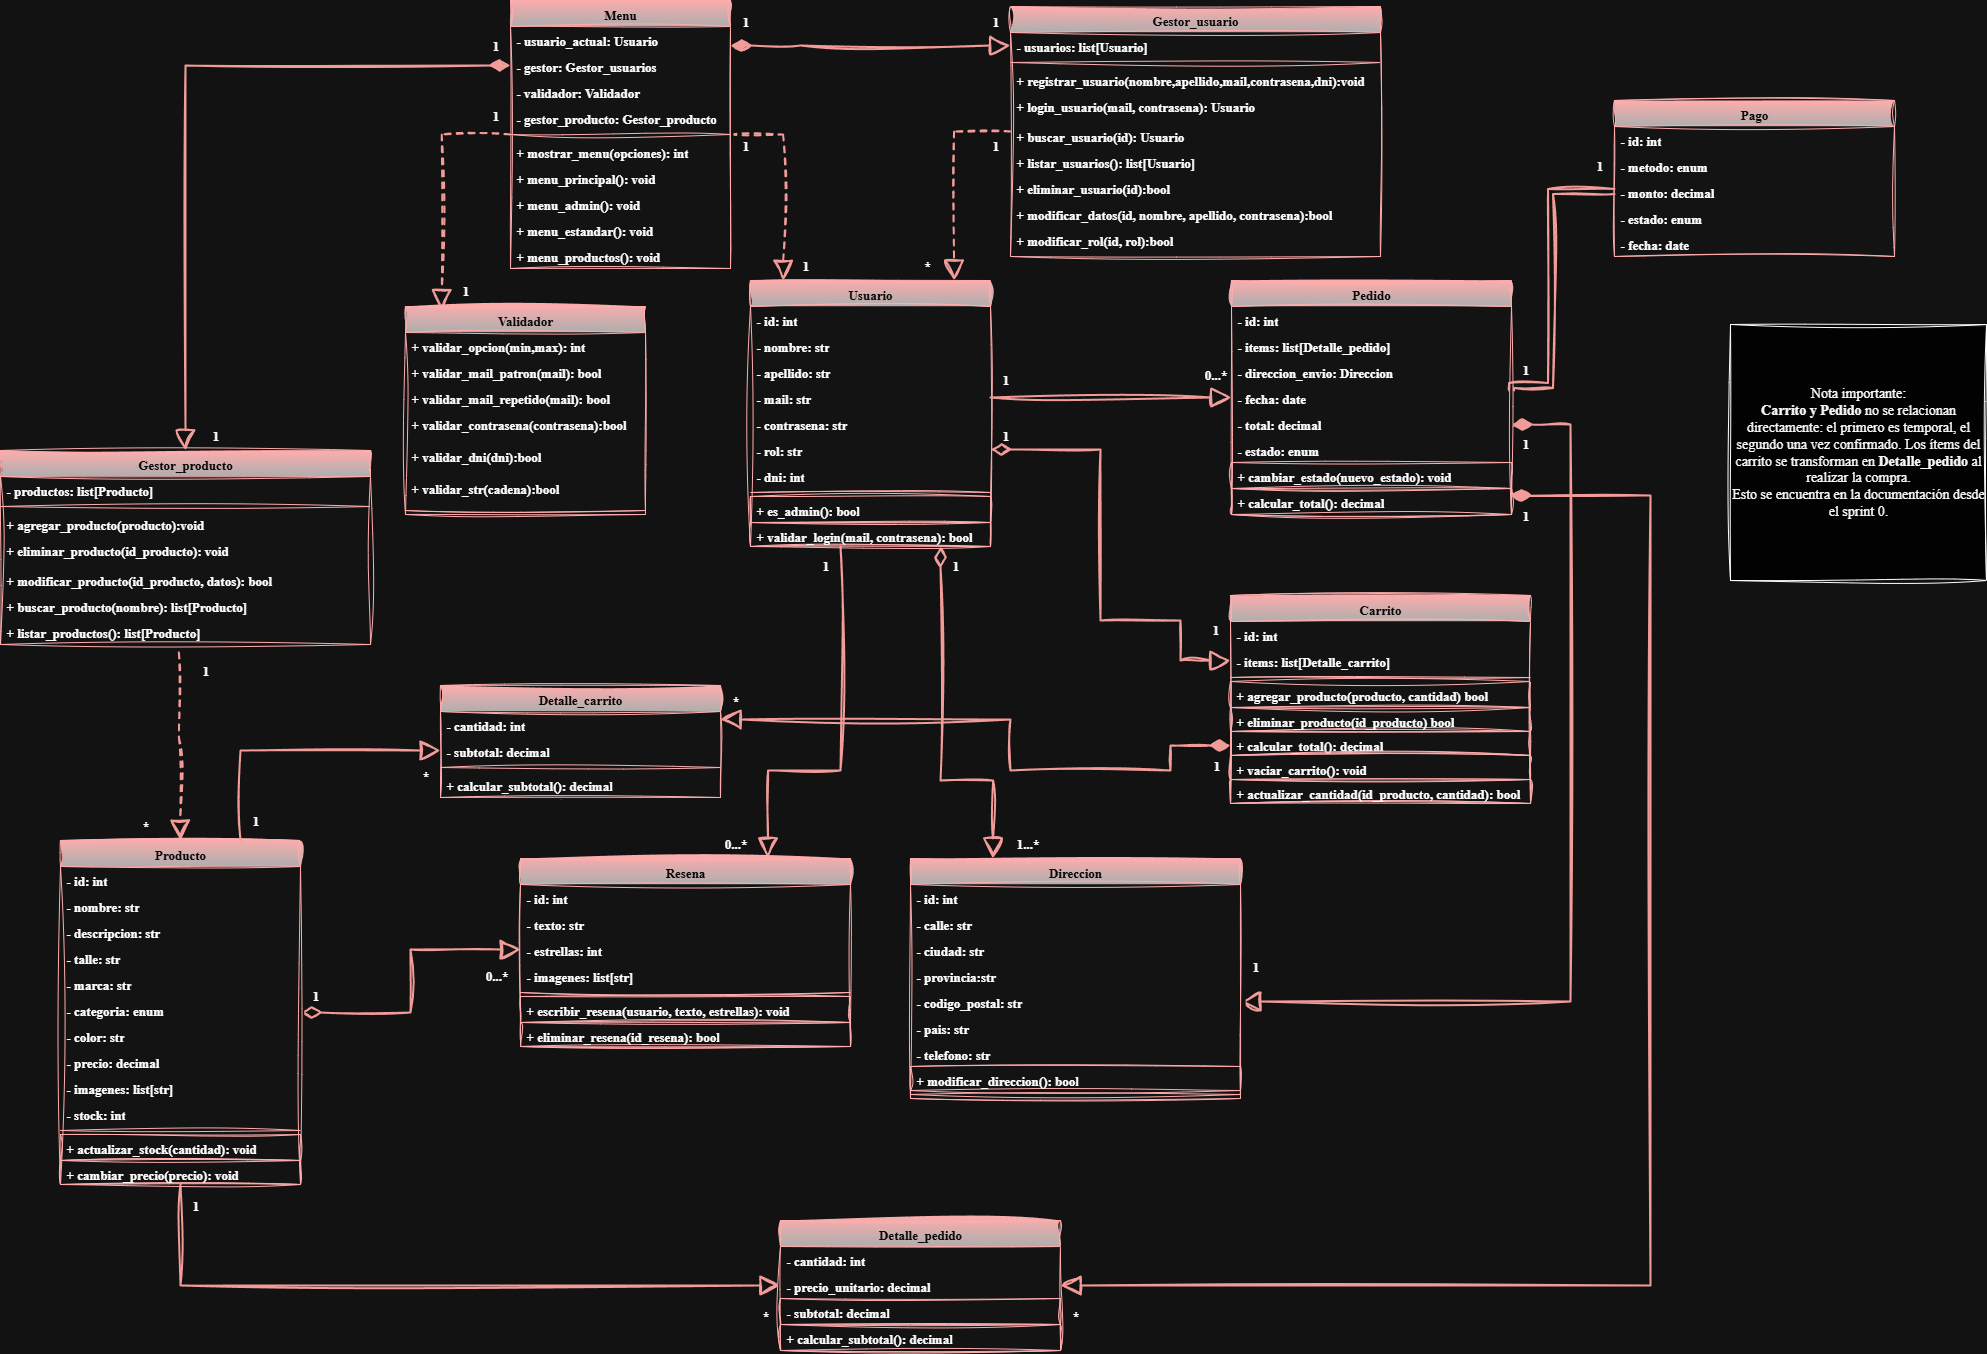 Menu
- usuario_actual: Usuario
- gestor: Gestor_usuarios
- validador: Validador
- gestor_producto: Gestor_producto
+ mostrar_menu(opciones): int
+ menu_principal(): void
+ menu_admin(): void
+ menu_estandar(): void
+ menu_productos(): void
1
1
1
1
1
1
Gestor_usuario
- usuarios: list[Usuario]
+ registrar_usuario(nombre,apellido,mail,contrasena,dni):void
+ login_usuario(mail, contrasena): Usuario
+ buscar_usuario(id): Usuario
+ listar_usuarios(): list[Usuario]
+ eliminar_usuario(id):bool
+ modificar_datos(id, nombre, apellido, contrasena):bool
+ modificar_rol(id, rol):bool
Pago
- id: int
- metodo: enum
- monto: decimal
- estado: enum
- fecha: date
1
1
1
*
Validador
+ validar_opcion(min,max): int
+ validar_mail_patron(mail): bool
+ validar_mail_repetido(mail): bool
+ validar_contrasena(contrasena):bool
+ validar_dni(dni):bool
+ validar_str(cadena):bool
Usuario
- id: int
- nombre: str
- apellido: str
- mail: str
- contrasena: str
- rol: str
- dni: int
+ es_admin(): bool
+ validar_login(mail, contrasena): bool
1
0...*
1
1
1
Pedido
- id: int
- items: list[Detalle_pedido]
- direccion_envio: Direccion
- fecha: date
- total: decimal
- estado: enum
+ cambiar_estado(nuevo_estado): void
+ calcular_total(): decimal
1
1
1
Nota importante:
Carrito y Pedido no se relacionan
directamente: el primero es temporal, el
segundo una vez confirmado. Los ítems del
carrito se transforman en Detalle_pedido al
realizar la compra.
Esto se encuentra en la documentación desde
el sprint 0.
1
Gestor_producto
- productos: list[Producto]
+ agregar_producto(producto):void
+ eliminar_producto(id_producto): void
+ modificar_producto(id_producto, datos): bool
+ buscar_producto(nombre): list[Producto]
+ listar_productos(): list[Producto]
1
Carrito
- id: int
- items: list[Detalle_carrito]
+ agregar_producto(producto, cantidad) bool
+ eliminar_producto(id_producto) bool
+ calcular_total(): decimal
+ vaciar_carrito(): void
+ actualizar_cantidad(id_producto, cantidad): bool
1
1
Detalle_carrito
- cantidad: int
- subtotal: decimal
+ calcular_subtotal(): decimal
*
*
*
1
Producto
- id: int
- nombre: str
- descripcion: str
- talle: str
- marca: str
- categoria: enum
- color: str
- precio: decimal
- imagenes: list[str]
- stock: int
+ actualizar_stock(cantidad): void
+ cambiar_precio(precio): void
1
0...*
0...*
Resena
- id: int
- texto: str
- estrellas: int
- imagenes: list[str]
+ escribir_resena(usuario, texto, estrellas): void
+ eliminar_resena(id_resena): bool
1...*
Direccion
- id: int
- calle: str
- ciudad: str
- provincia:str
- codigo_postal: str
- pais: str
- telefono: str
+ modificar_direccion(): bool
1
1
Detalle_pedido
- cantidad: int
- precio_unitario: decimal
- subtotal: decimal
+ calcular_subtotal(): decimal
*
*